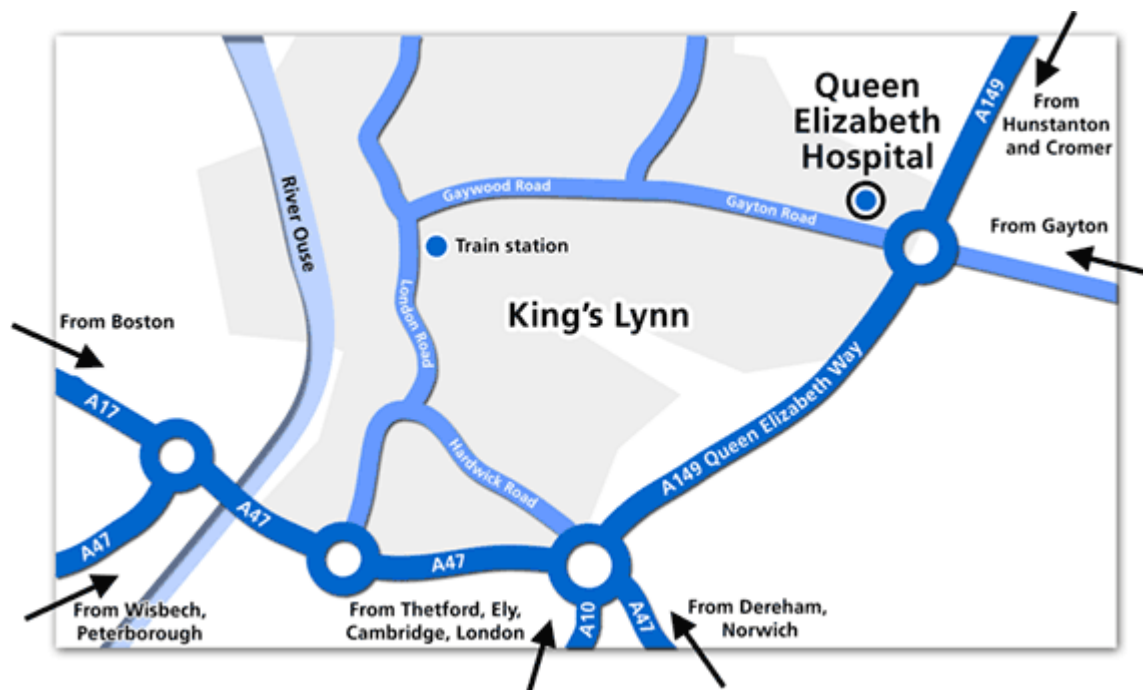 Queen
Elizabeth
Hospital
A149
From
Hunstanton
and Cromer
Gaywood Road
Gayton Road
From Gayton
River Ouse
Train station
London Road
King's Lynn
From Boston
A17
A149 Queen Elizabeth Way
Hardwick Road
A47
A47
A47
From Wisbech,
Peterborough
From Thetford, Ely,
Cambridge, London
A10
A47
From Dereham,
Norwich